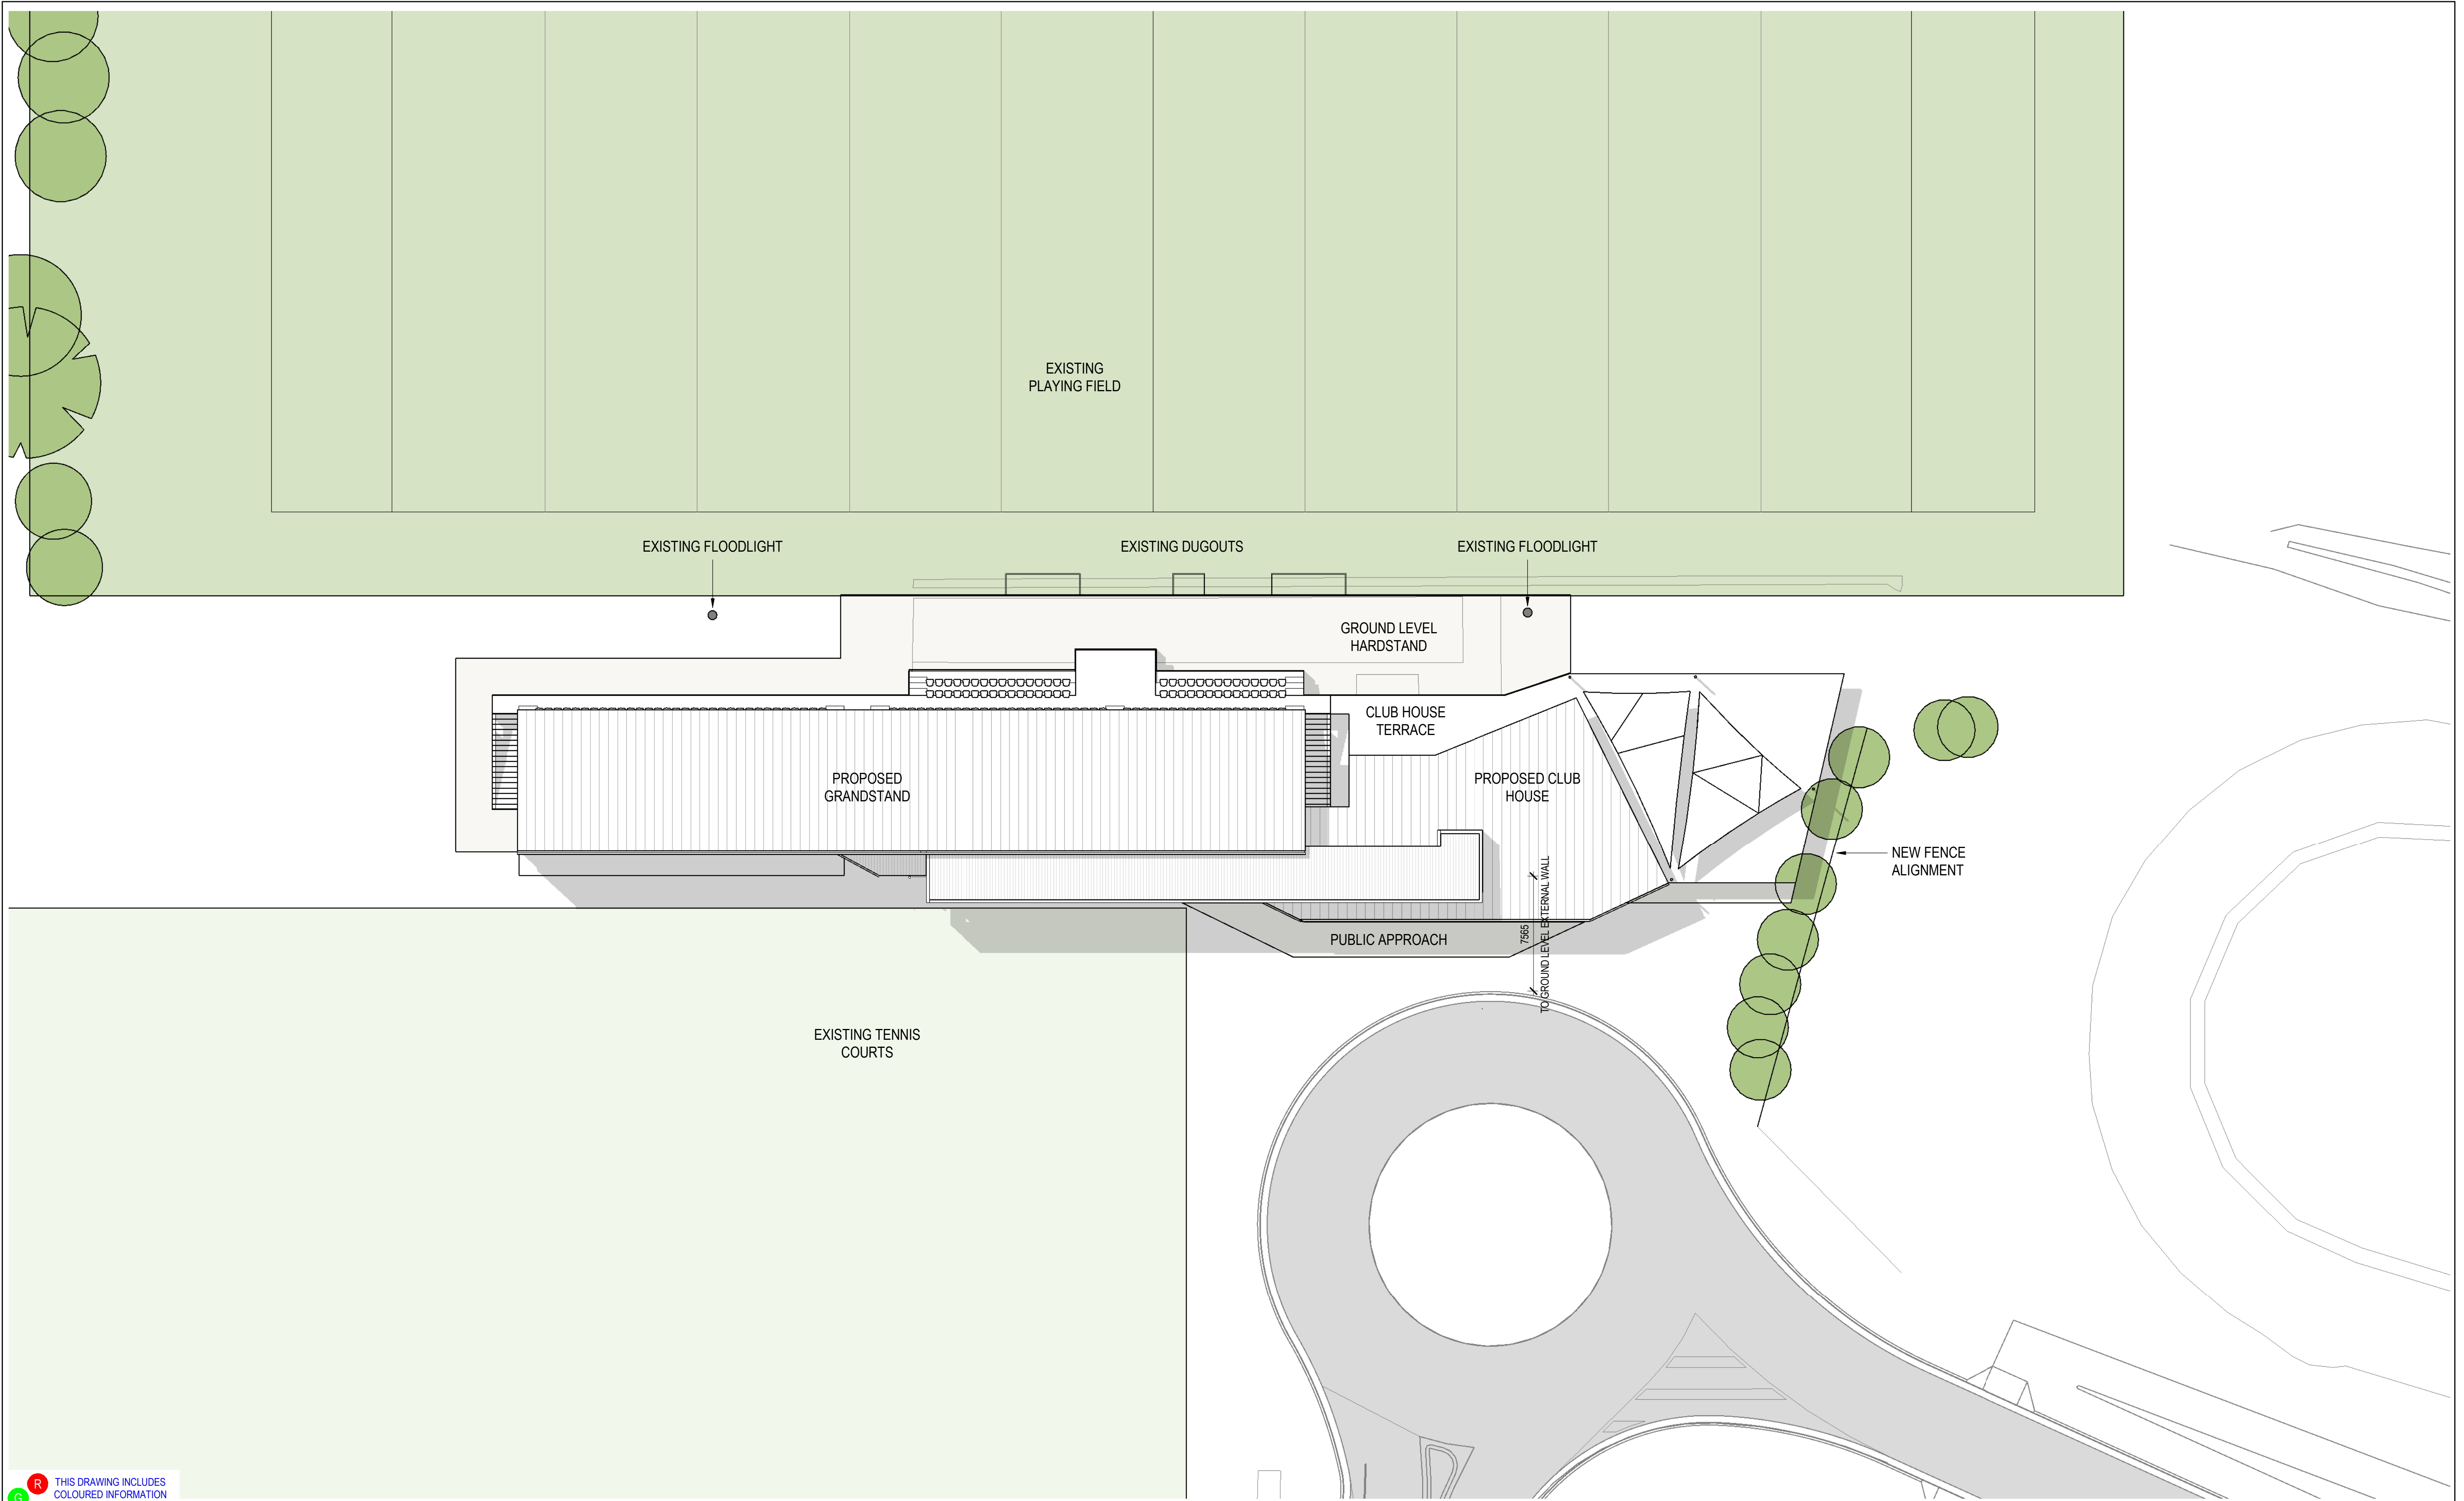 EXISTING
PLAYING FIELD
EXISTING FLOODLIGHT
EXISTING DUGOUTS
EXISTING FLOODLIGHT
GROUND LEVEL
HARDSTAND
CLUB HOUSE
TERRACE
PROPOSED
GRANDSTAND
PROPOSED CLUB
HOUSE
NEW FENCE
ALIGNMENT
PUBLIC APPROACH
7565
TO GROUND LEVEL EXTERNAL WALL
EXISTING TENNIS
COURTS
R
G
THIS DRAWING INCLUDES
COLOURED INFORMATION